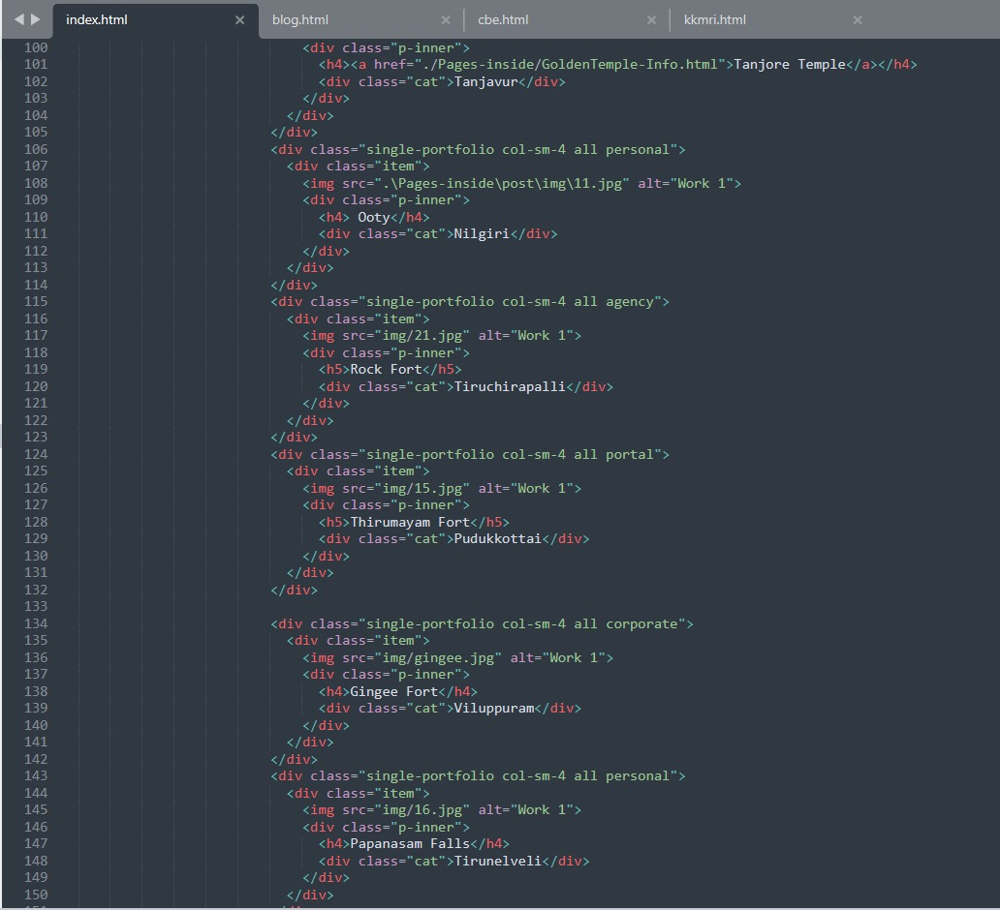 index.html × blog.html × cbe.html × kkmri.html ×
100 <div class="p-inner">
101 <h4><a href="./Pages-inside/GoldenTemple-Info.html">Tanjore Temple</a></h4>
102 <div class="cat">Tanjavur</div>
103 </div>
104 </div>
105 </div>
106 <div class="single-portfolio col-sm-4 all personal">
107 <div class="item">
108 <img src=".\Pages-inside\post\img\11.jpg" alt="Work 1">
109 <div class="p-inner">
110 <h4> Ooty</h4>
111 <div class="cat">Nilgiri</div>
112 </div>
113 </div>
114 </div>
115 <div class="single-portfolio col-sm-4 all agency">
116 <div class="item">
117 <img src="img/21.jpg" alt="Work 1">
118 <div class="p-inner">
119 <h5>Rock Fort</h5>
120 <div class="cat">Tiruchirapalli</div>
121 </div>
122 </div>
123 </div>
124 <div class="single-portfolio col-sm-4 all portal">
125 <div class="item">
126 <img src="img/15.jpg" alt="Work 1">
127 <div class="p-inner">
128 <h5>Thirumayam Fort</h5>
129 <div class="cat">Pudukkottai</div>
130 </div>
131 </div>
132 </div>
133
134 <div class="single-portfolio col-sm-4 all corporate">
135 <div class="item">
136 <img src="img/gingee.jpg" alt="Work 1">
137 <div class="p-inner">
138 <h4>Gingee Fort</h4>
139 <div class="cat">Viluppuram</div>
140 </div>
141 </div>
142 </div>
143 <div class="single-portfolio col-sm-4 all personal">
144 <div class="item">
145 <img src="img/16.jpg" alt="Work 1">
146 <div class="p-inner">
147 <h4>Papanasam Falls</h4>
148 <div class="cat">Tirunelveli</div>
149 </div>
150 </div>